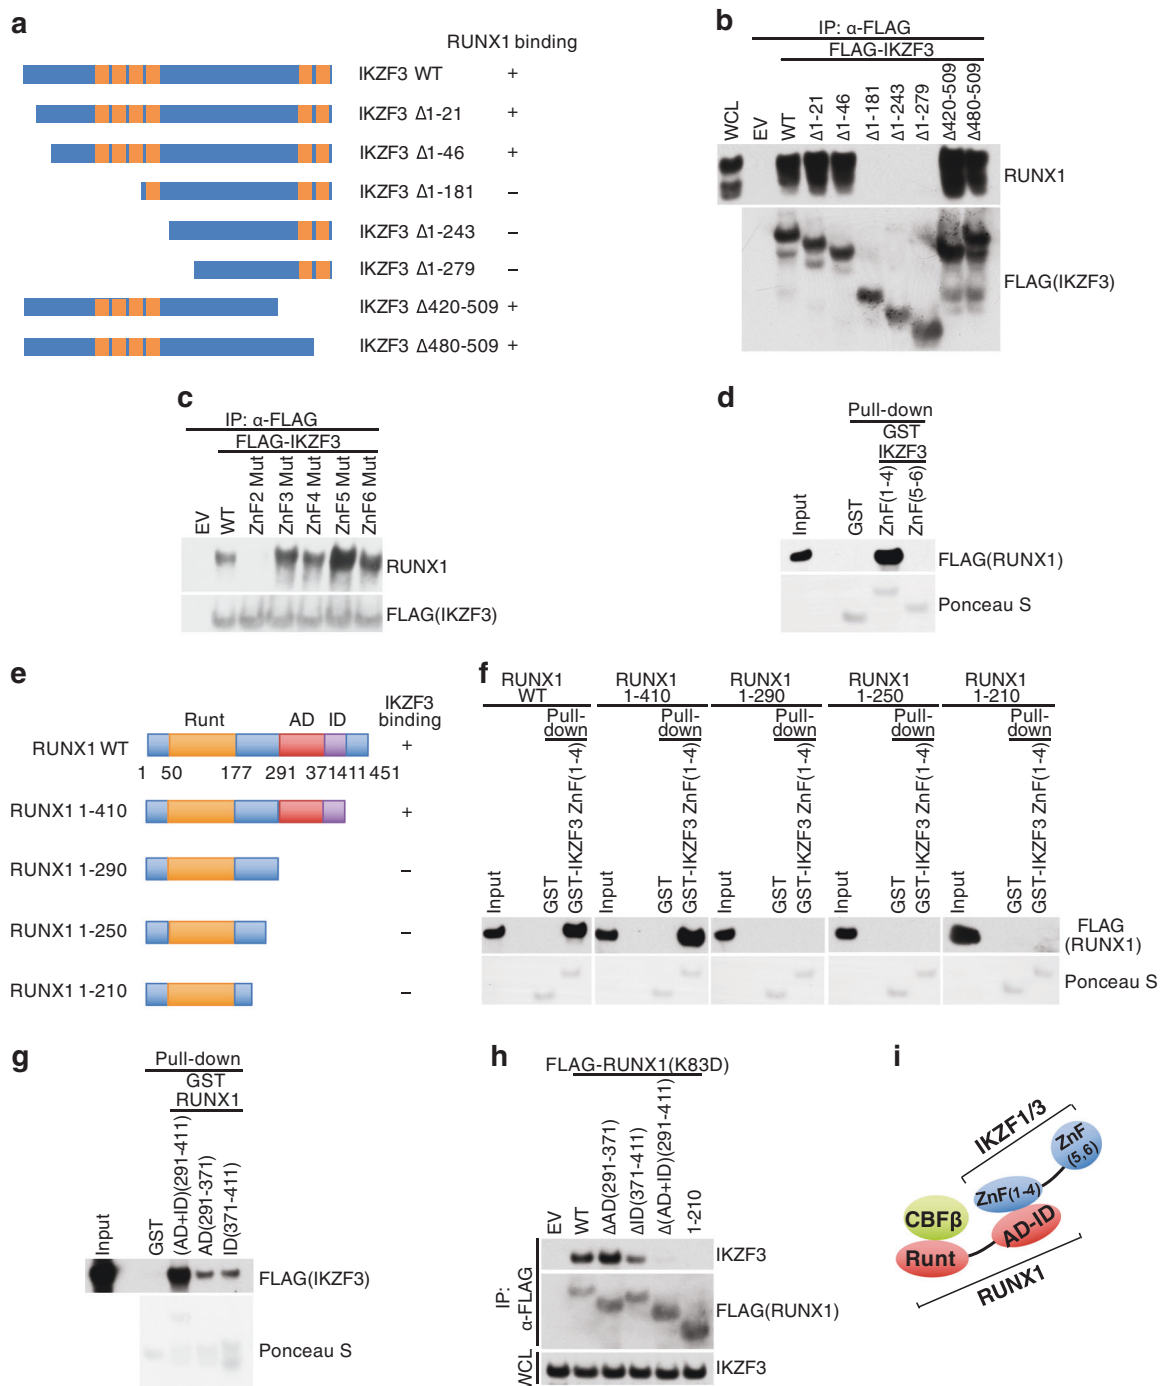 a
RUNX1 binding
IKZF3 WT +
IKZF3 Δ1-21 +
IKZF3 Δ1-46 +
IKZF3 Δ1-181 –
IKZF3 Δ1-243 –
IKZF3 Δ1-279 –
IKZF3 Δ420-509 +
IKZF3 Δ480-509 +
b
IP: α-FLAG
FLAG-IKZF3
WCL
EV
WT
Δ1-21
Δ1-46
Δ1-181
Δ1-243
Δ1-279
Δ420-509
Δ480-509
RUNX1
FLAG(IKZF3)
c
IP: α-FLAG
FLAG-IKZF3
EV
WT
ZnF2 Mut
ZnF3 Mut
ZnF4 Mut
ZnF5 Mut
ZnF6 Mut
RUNX1
FLAG(IKZF3)
d
Pull-down
GST
IKZF3
Input
GST
ZnF(1-4)
ZnF(5-6)
FLAG(RUNX1)
Ponceau S
e
IKZF3
binding
Runt AD ID
RUNX1 WT +
1 50 177 291 371 411 451
RUNX1 1-410 +
RUNX1 1-290 –
RUNX1 1-250 –
RUNX1 1-210 –
f
RUNX1
WT
RUNX1
1-410
RUNX1
1-290
RUNX1
1-250
RUNX1
1-210
Pull-
down
Pull-
down
Pull-
down
Pull-
down
Pull-
down
Input
GST
GST-IKZF3 ZnF(1-4)
Input
GST
GST-IKZF3 ZnF(1-4)
Input
GST
GST-IKZF3 ZnF(1-4)
Input
GST
GST-IKZF3 ZnF(1-4)
Input
GST
GST-IKZF3 ZnF(1-4)
FLAG
(RUNX1)
Ponceau S
g
Pull-down
GST
RUNX1
Input
GST
(AD+ID)(291-411)
AD(291-371)
ID(371-411)
FLAG(IKZF3)
Ponceau S
h
FLAG-RUNX1(K83D)
EV
WT
ΔAD(291-371)
ΔID(371-411)
Δ(AD+ID)(291-411)
1-210
IP:
α-FLAG
IKZF3
FLAG(RUNX1)
WCL
IKZF3
i
IKZF1/3
ZnF
(5,6)
ZnF(1-4)
CBFβ
AD-ID
Runt
RUNX1